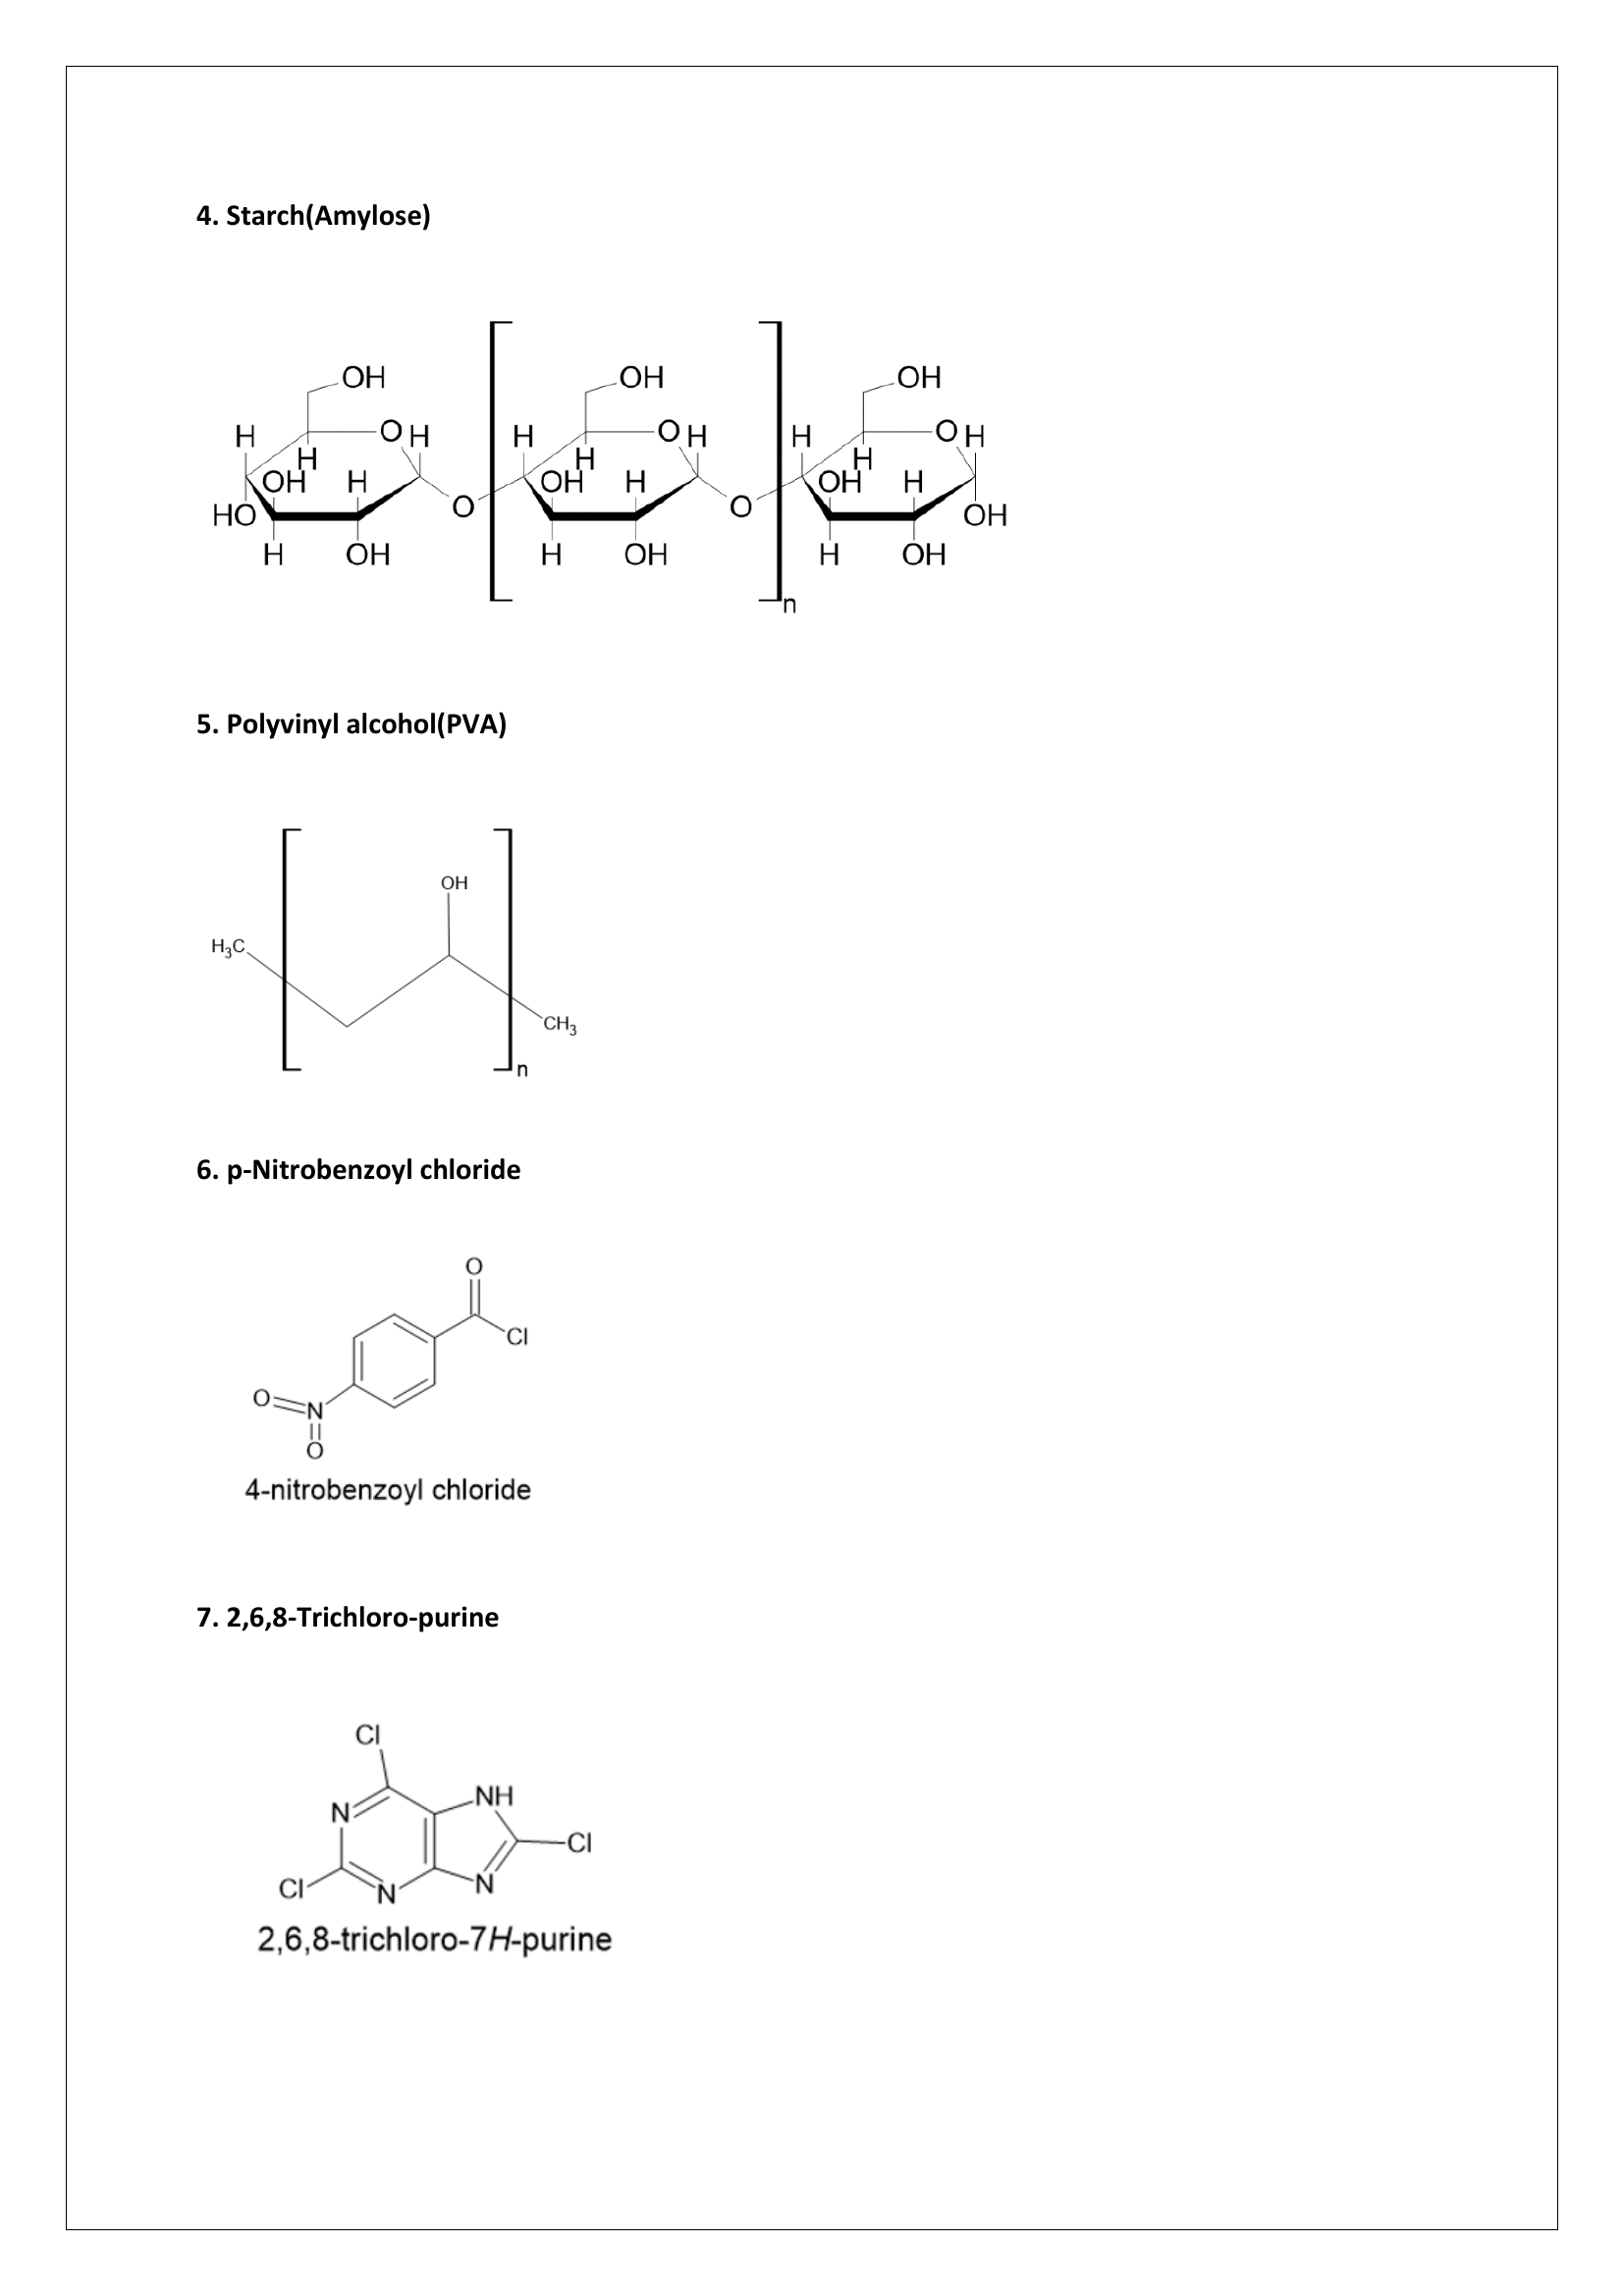 4. Starch(Amylose)
OH OH OH
H O H H O H H O H
H H H
OH H OH H OH H
HO O O OH
H OH H OH H OH
n
5. Polyvinyl alcohol(PVA)
OH
H3C
CH3
n
6. p-Nitrobenzoyl chloride
O
Cl
O
N
O
4-nitrobenzoyl chloride
7. 2,6,8-Trichloro-purine
Cl
NH
N
Cl
Cl N N
2,6,8-trichloro-7H-purine